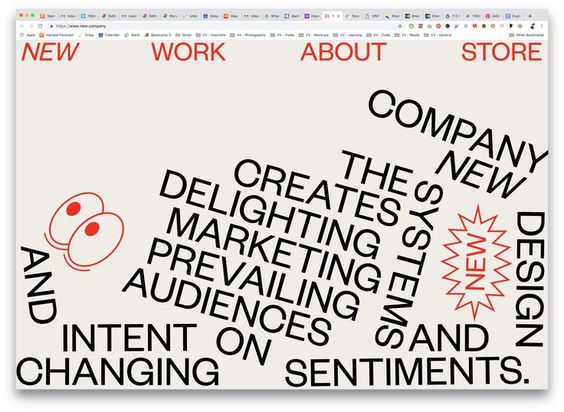 https://www.new.company
Apps Harvest Forecast Calendar Slack Basecamp 3 Gmail VV - Inspiratie VV - Photography VV - Fonts VV - Mockups VV - Learning VV - Code VV - Reads VV - General Other Bookmarks
NEW WORK ABOUT STORE
COMPANY
NEW
THE
CREATES
DELIGHTING
MARKETING
PREVAILING
AUDIENCES
SYSTEMS
NEW
DESIGN
AND
INTENT ON AND
CHANGING SENTIMENTS.